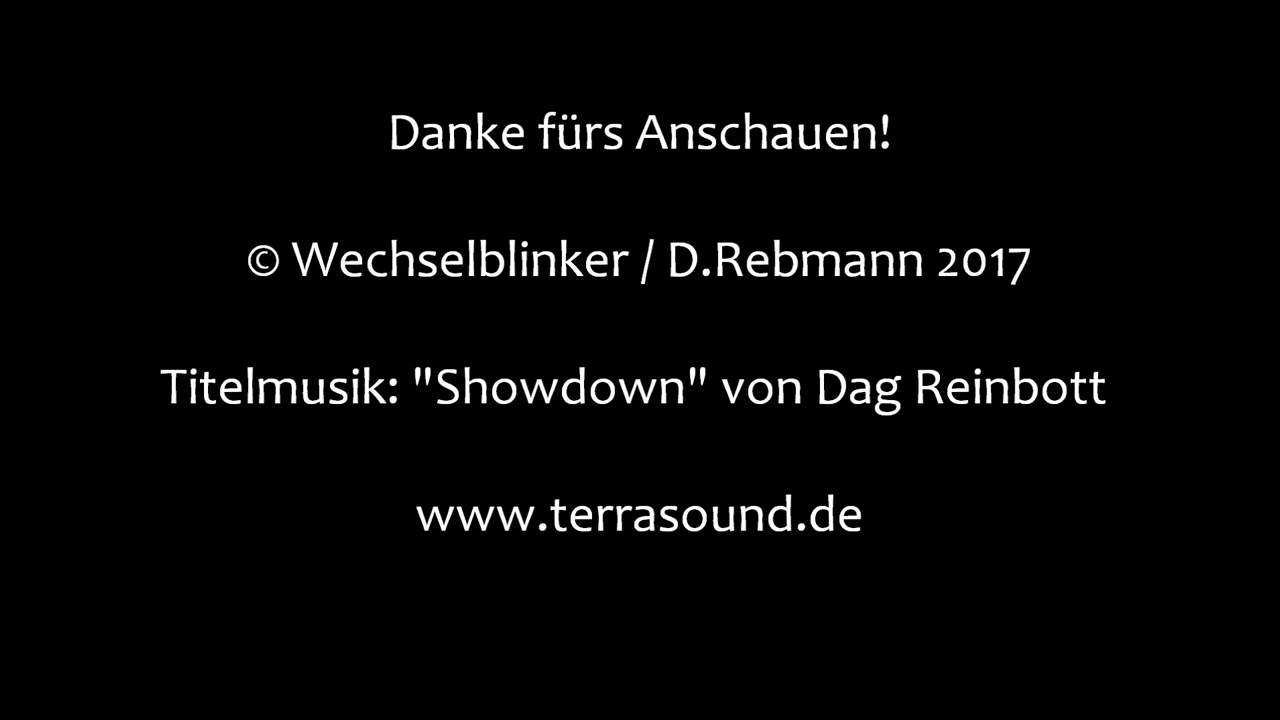 Danke fürs Anschauen!
© Wechselblinker / D.Rebmann 2017
Titelmusik: "Showdown" von Dag Reinbott
www.terrasound.de